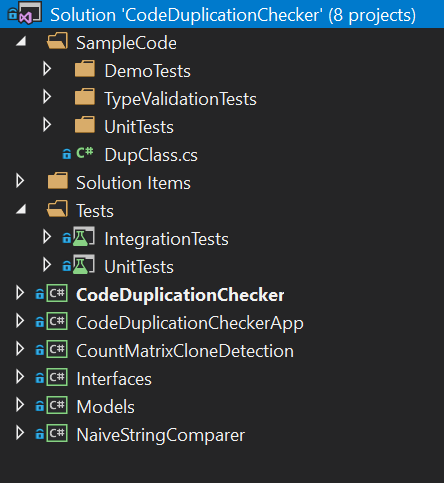 Solution 'CodeDuplicationChecker' (8 projects)
SampleCode
DemoTests
TypeValidationTests
UnitTests
C# DupClass.cs
Solution Items
Tests
IntegrationTests
UnitTests
C# CodeDuplicationChecker
C# CodeDuplicationCheckerApp
C# CountMatrixCloneDetection
C# Interfaces
C# Models
C# NaiveStringComparer